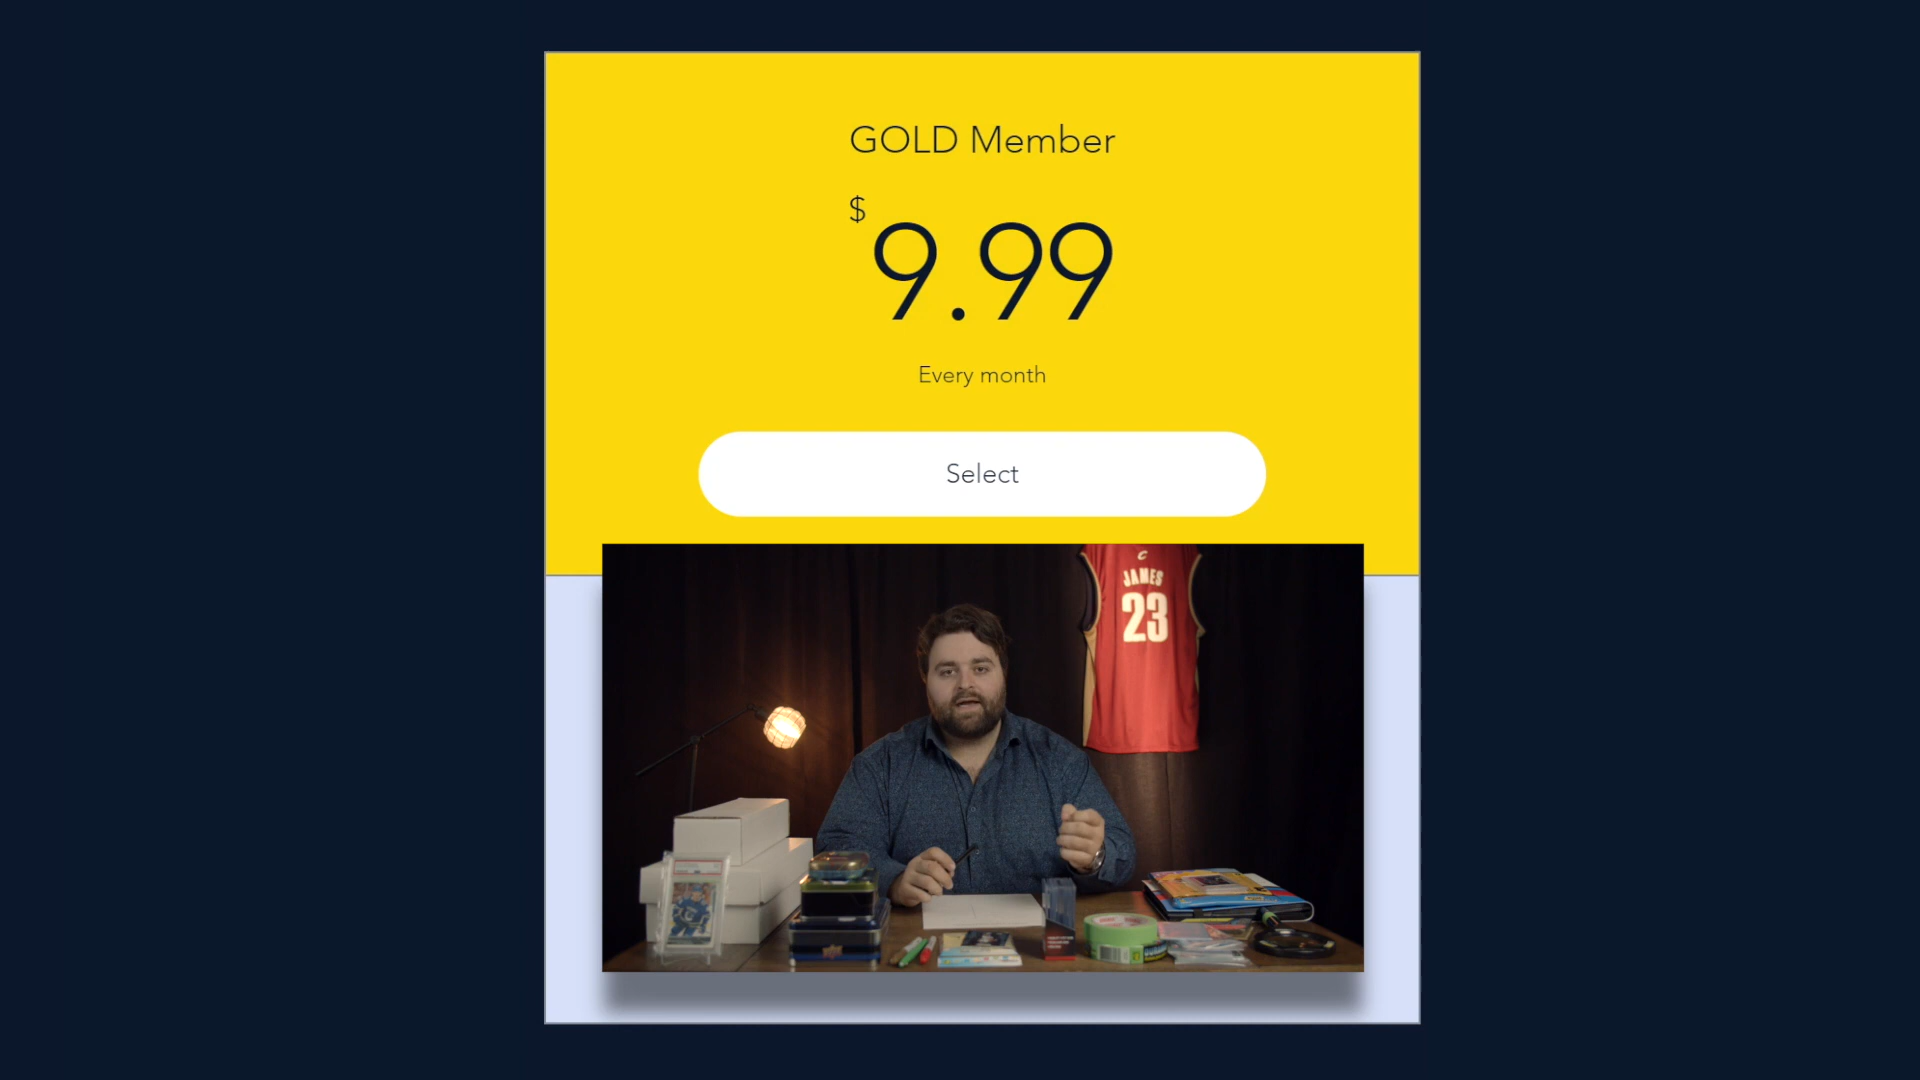 GOLD Member
$
9.99
Every month
Select
C
JAMES
23